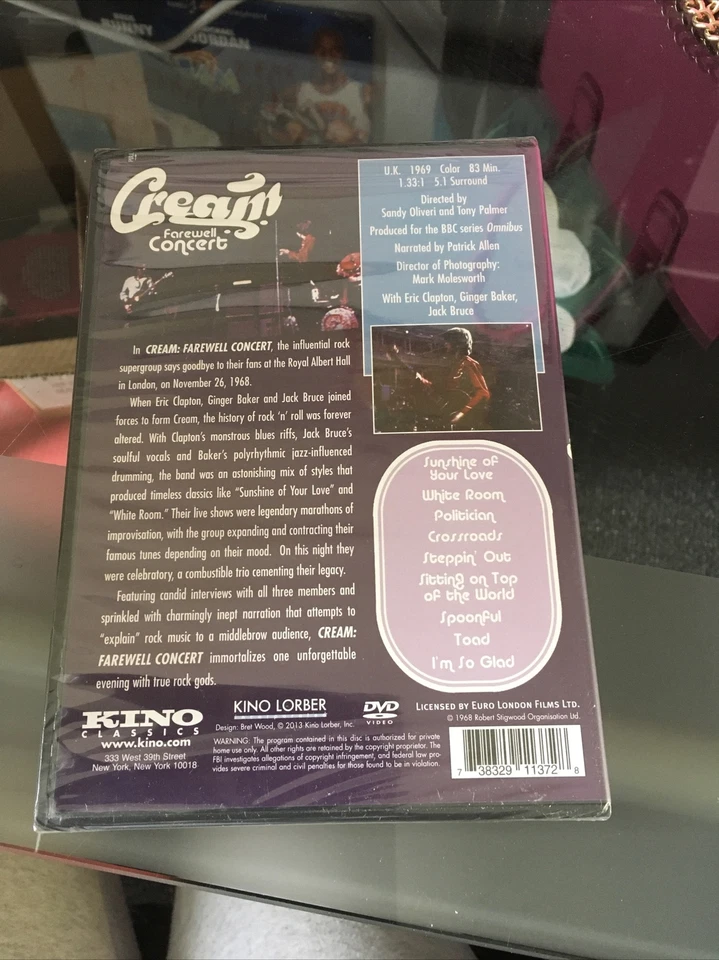 BUNNY
JORDAN
Cream
Farewell
Concert
In CREAM: FAREWELL CONCERT, the influential rock
supergroup says goodbye to their fans at the Royal Albert Hall
in London, on November 26, 1968.
When Eric Clapton, Ginger Baker and Jack Bruce joined
forces to form Cream, the history of rock ‘n’ roll was forever
altered. With Clapton’s monstrous blues riffs, Jack Bruce’s
soulful vocals and Baker’s polyrhythmic jazz-influenced
drumming, the band was an astonishing mix of styles that
produced timeless classics like “Sunshine of Your Love” and
“White Room.” Their live shows were legendary marathons of
improvisation, with the group expanding and contracting their
famous tunes depending on their mood. On this night they
were celebratory, a combustible trio cementing their legacy.
Featuring candid interviews with all three members and
sprinkled with charmingly inept narration that attempts to
“explain” rock music to a middlebrow audience, CREAM:
FAREWELL CONCERT immortalizes one unforgettable
evening with true rock gods.
U.K. 1969 Color 83 Min.
1.33:1 5.1 Surround
Directed by
Sandy Oliveri and Tony Palmer
Produced for the BBC series Omnibus
Narrated by Patrick Allen
Director of Photography:
Mark Molesworth
With Eric Clapton, Ginger Baker,
Jack Bruce
Sunshine of
Your Love
White Room
Politician
Crossroads
Steppin' Out
Sitting on Top
of the World
Spoonful
Toad
I'm So Glad
KINO
CLASSICS
www.kino.com
333 West 39th Street
New York, New York 10018
KINO LORBER
Design: Bret Wood, © 2013 Kino Lorber, Inc.
DVD
VIDEO
WARNING: The program contained in this disc is authorized for private
home use only. All other rights are retained by the copyright proprietor. The
FBI investigates allegations of copyright infringement, and federal law pro-
vides severe criminal and civil penalties for those found to be in violation.
LICENSED BY EURO LONDON FILMS LTD.
© 1968 Robert Stigwood Organisation Ltd.
7 38329 11372 8